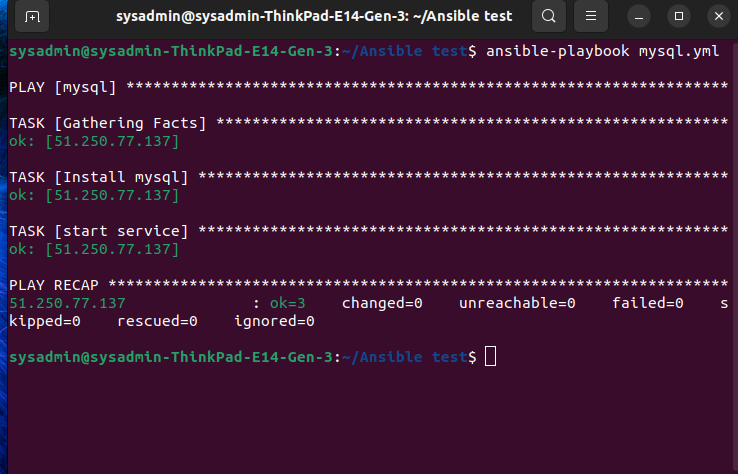 sysadmin@sysadmin-ThinkPad-E14-Gen-3: ~/Ansible test
sysadmin@sysadmin-ThinkPad-E14-Gen-3:~/Ansible test$ ansible-playbook mysql.yml
PLAY [mysql] *******************************************************************
TASK [Gathering Facts] *********************************************************
ok: [51.250.77.137]
TASK [Install mysql] ***********************************************************
ok: [51.250.77.137]
TASK [start service] ***********************************************************
ok: [51.250.77.137]
PLAY RECAP *********************************************************************
51.250.77.137              : ok=3    changed=0    unreachable=0    failed=0    s
kipped=0    rescued=0    ignored=0
sysadmin@sysadmin-ThinkPad-E14-Gen-3:~/Ansible test$